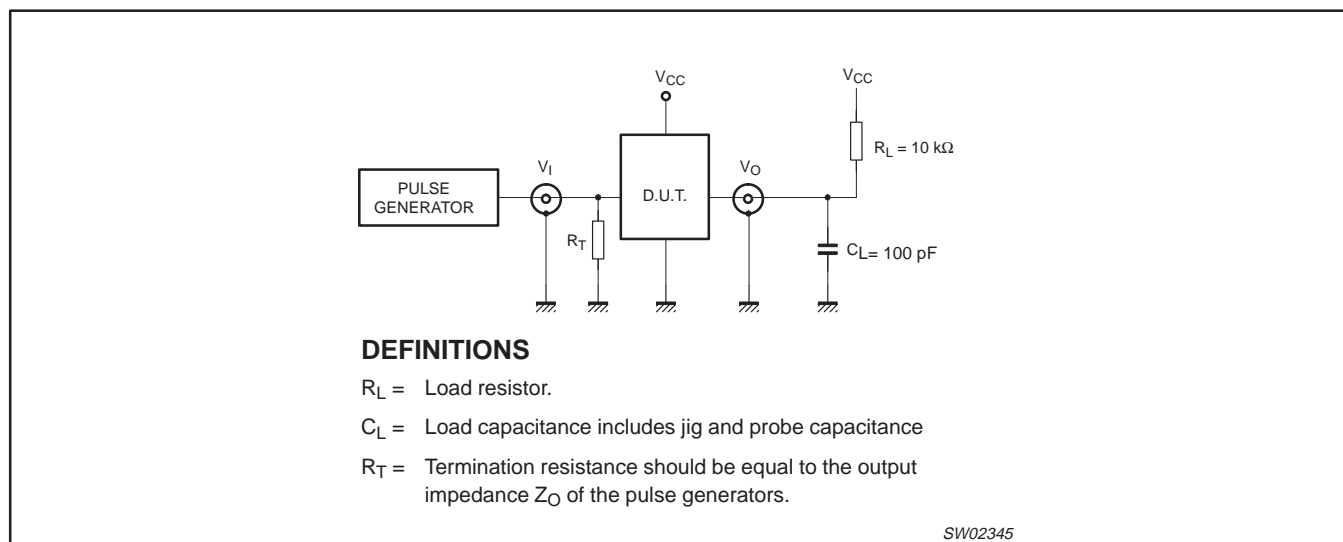 VCC
VCC
RL = 10 kΩ
VI
VO
PULSE
GENERATOR
D.U.T.
RT
CL= 100 pF
DEFINITIONS
RL = Load resistor.
CL = Load capacitance includes jig and probe capacitance
RT = Termination resistance should be equal to the output
impedance ZO of the pulse generators.
SW02345